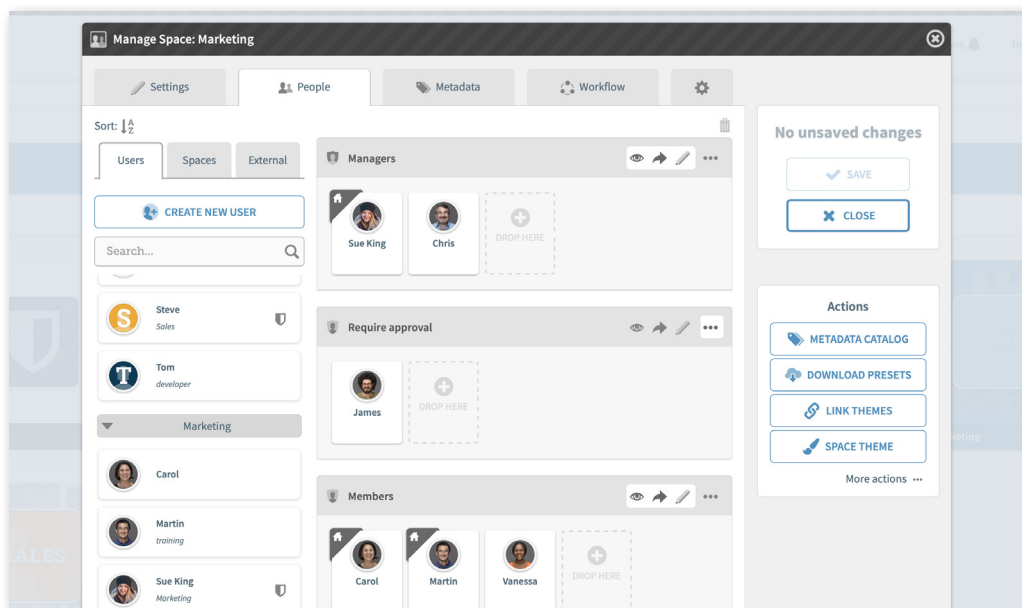 Manage Space: Marketing
Settings
People
Metadata
Workflow
Sort: A Z
Users
Spaces
External
CREATE NEW USER
Search...
Steve
Sales
S
Tom
developer
T
Marketing
Carol
Martin
training
Sue King
Marketing
Managers
Sue King
Chris
DROP HERE
Require approval
James
DROP HERE
Members
Carol
Martin
Vanessa
DROP HERE
No unsaved changes
SAVE
CLOSE
Actions
METADATA CATALOG
DOWNLOAD PRESETS
LINK THEMES
SPACE THEME
More actions
SALES